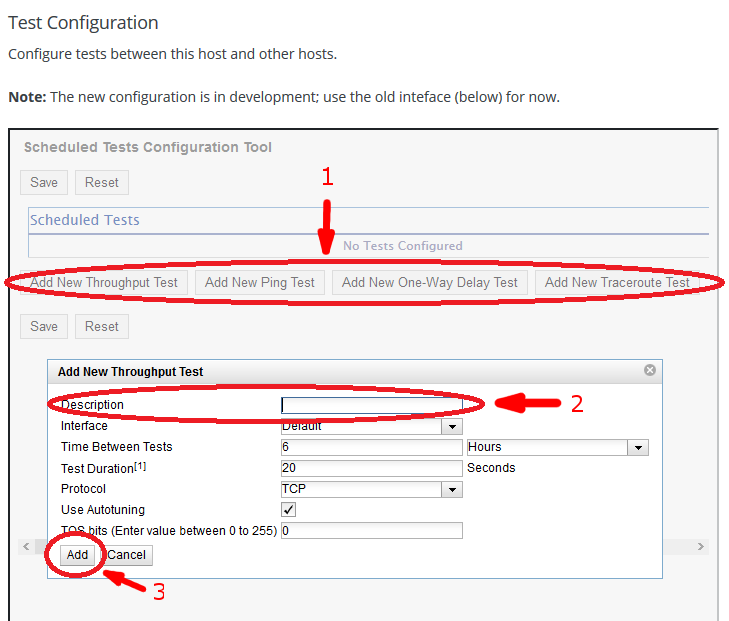 Test Configuration
Configure tests between this host and other hosts.
Note: The new configuration is in development; use the old inteface (below) for now.
Scheduled Tests Configuration Tool
Save Reset
1
Scheduled Tests
No Tests Configured
Add New Throughput Test Add New Ping Test Add New One-Way Delay Test Add New Traceroute Test
Save Reset
Add New Throughput Test
Description 2
Interface Default
Time Between Tests 6 Hours
Test Duration[1] 20 Seconds
Protocol TCP
Use Autotuning
TOS bits (Enter value between 0 to 255) 0
Add Cancel
3